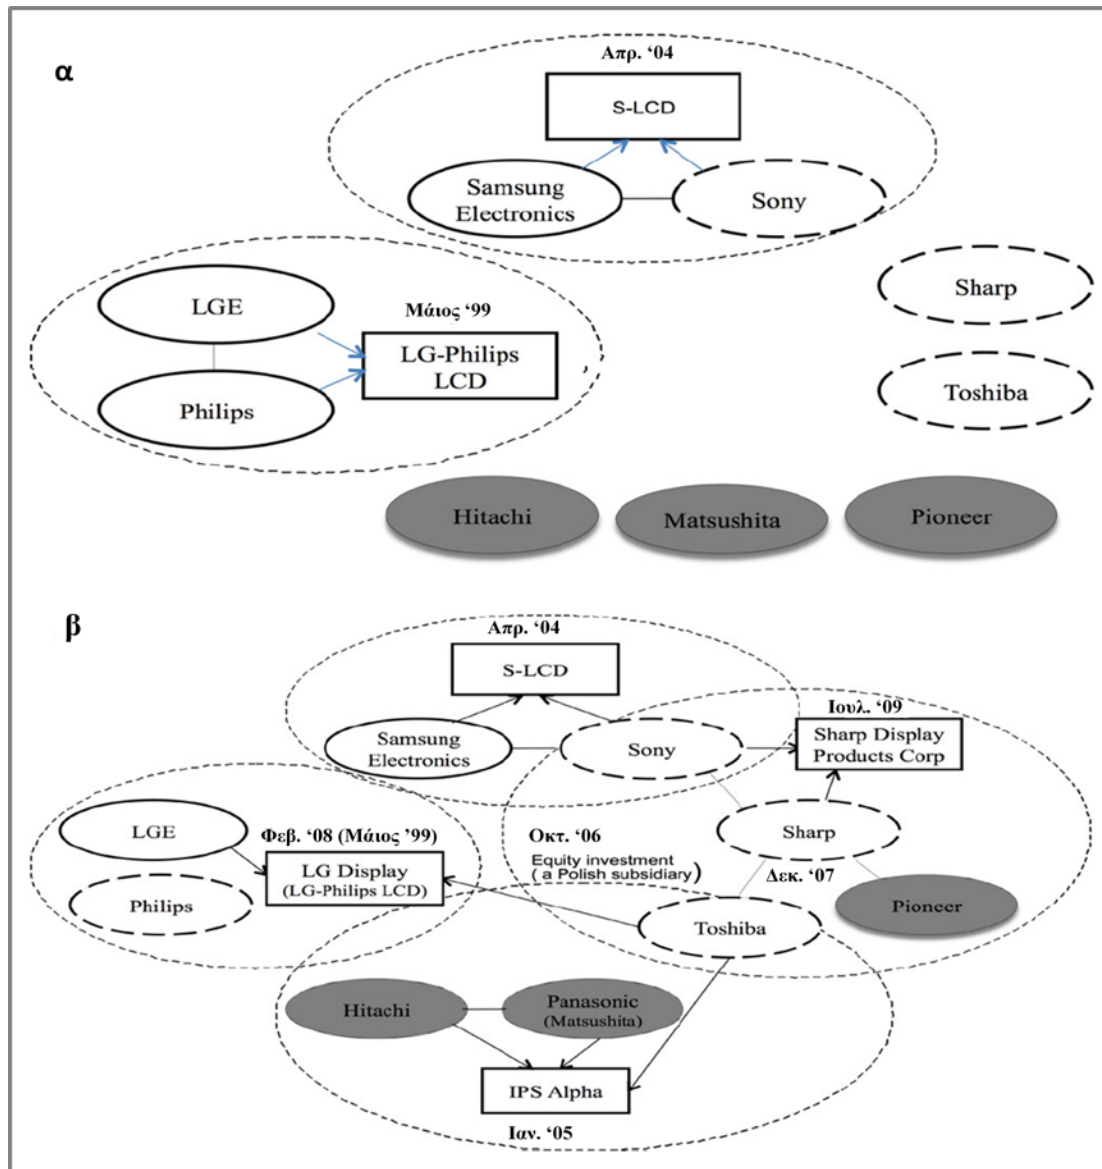 α
Απρ. ‘04
S-LCD
Samsung
Electronics
Sony
LGE
Μάιος ‘99
LG-Philips
LCD
Philips
Sharp
Toshiba
Hitachi
Matsushita
Pioneer
β
Απρ. ‘04
S-LCD
Samsung
Electronics
Sony
Ιουλ. ‘09
Sharp Display
Products Corp
LGE
Φεβ. ‘08 (Μάιος ’99)
LG Display
(LG-Philips LCD)
Philips
Οκτ. ‘06
Equity investment
( a Polish subsidiary)
Sharp
Δεκ. ‘07
Pioneer
Toshiba
Hitachi
Panasonic
(Matsushita)
IPS Alpha
Ιαν. ‘05